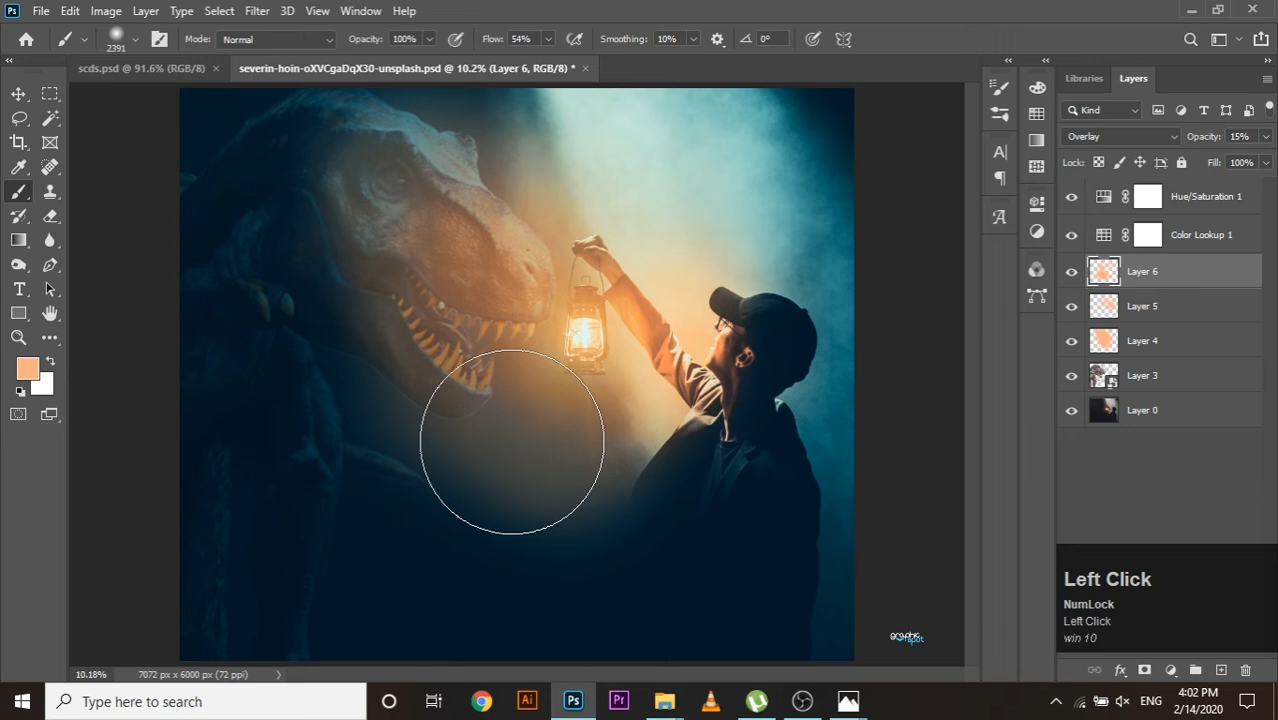 Ps File Edit Image Layer Type Select Filter 3D View Window Help
2391 Mode: Normal Opacity: 100% Flow: 54% Smoothing: 10% 0°
scds.psd @ 91.6% (RGB/8) × severin-hoin-oXVCgaDqX30-unsplash.psd @ 10.2% (Layer 6, RGB/8) * ×
Libraries Layers
Kind
Overlay Opacity: 15%
Lock: Fill: 100%
Hue/Saturation 1
Color Lookup 1
Layer 6
Layer 5
Layer 4
Layer 3
Layer 0
Left Click
NumLock
Left Click
win 10
10.18% 7072 px x 6000 px (72 ppi)
Type here to search
Ai Ps Pr
ENG
4:02 PM
2/14/2020